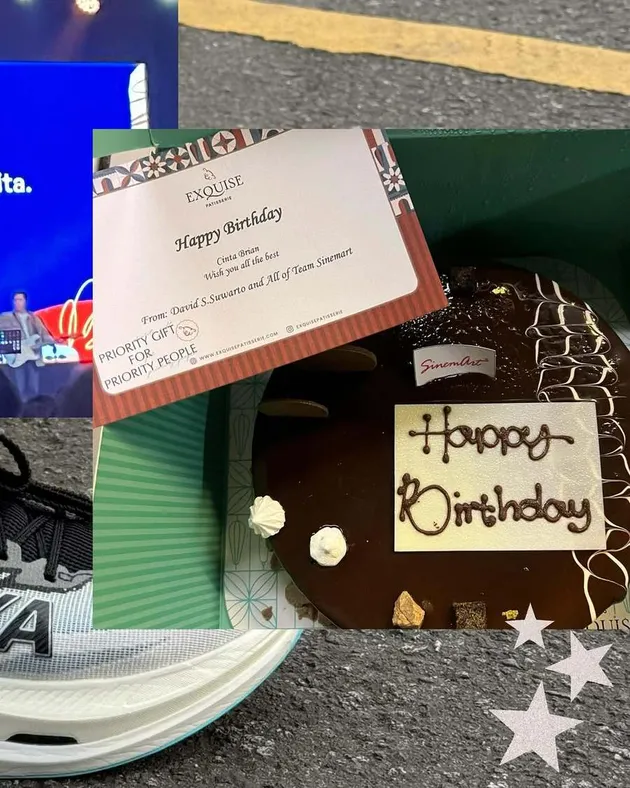 ita.
EXQUISE
PATISSERIE
Happy Birthday
Cinta Brian
Wish you all the best
From: David S.Suwarto and All of Team Sinemart
PRIORITY GIFT
FOR
PRIORITY PEOPLE
WWW.EXQUISEPATISSERIE.COM
EXQUISEPATISSERIE
SinemArt
Happy
Birthday
QUISE